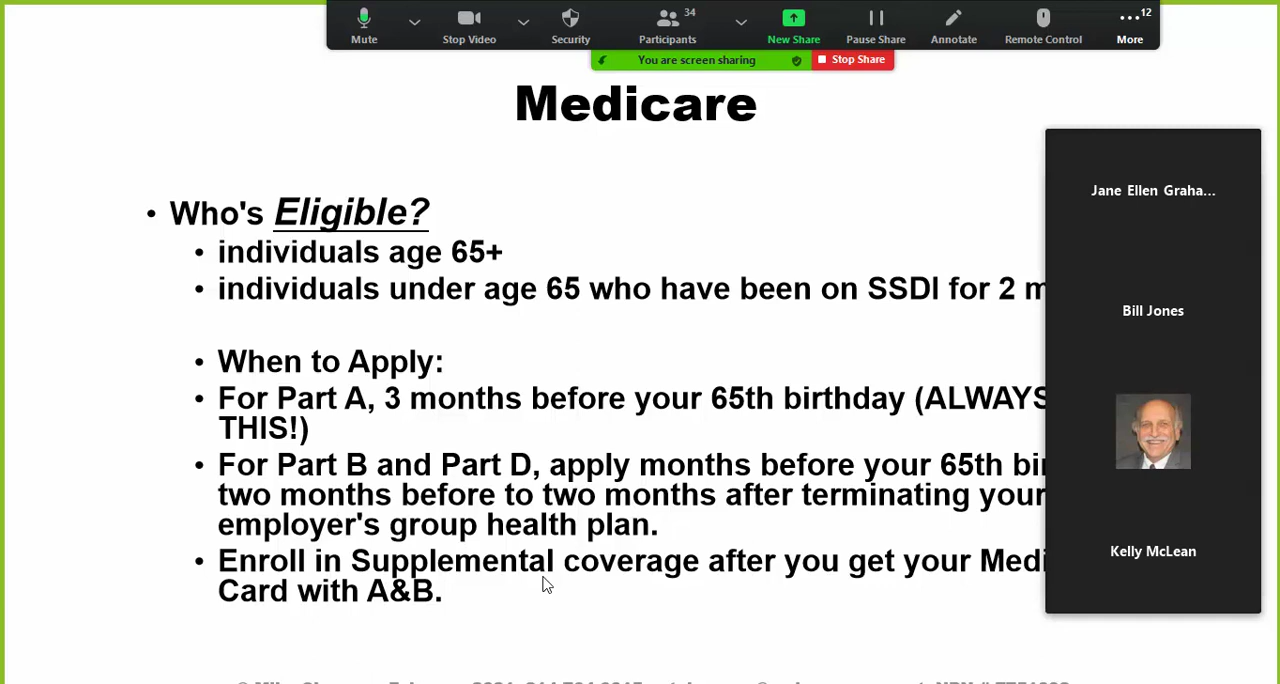 Mute
Stop Video
Security
34
Participants
New Share
Pause Share
Annotate
Remote Control
12
More
You are screen sharing
Stop Share
Medicare
• Who's Eligible?
• individuals age 65+
• individuals under age 65 who have been on SSDI for 2
• When to Apply:
• For Part A, 3 months before your 65th birthday (ALWAYS
THIS!)
• For Part B and Part D, apply months before your 65th
two months before to two months after terminating your
employer's group health plan.
• Enroll in Supplemental coverage after you get your
Card with A&B.
Jane Ellen Graha...
Bill Jones
Kelly McLean